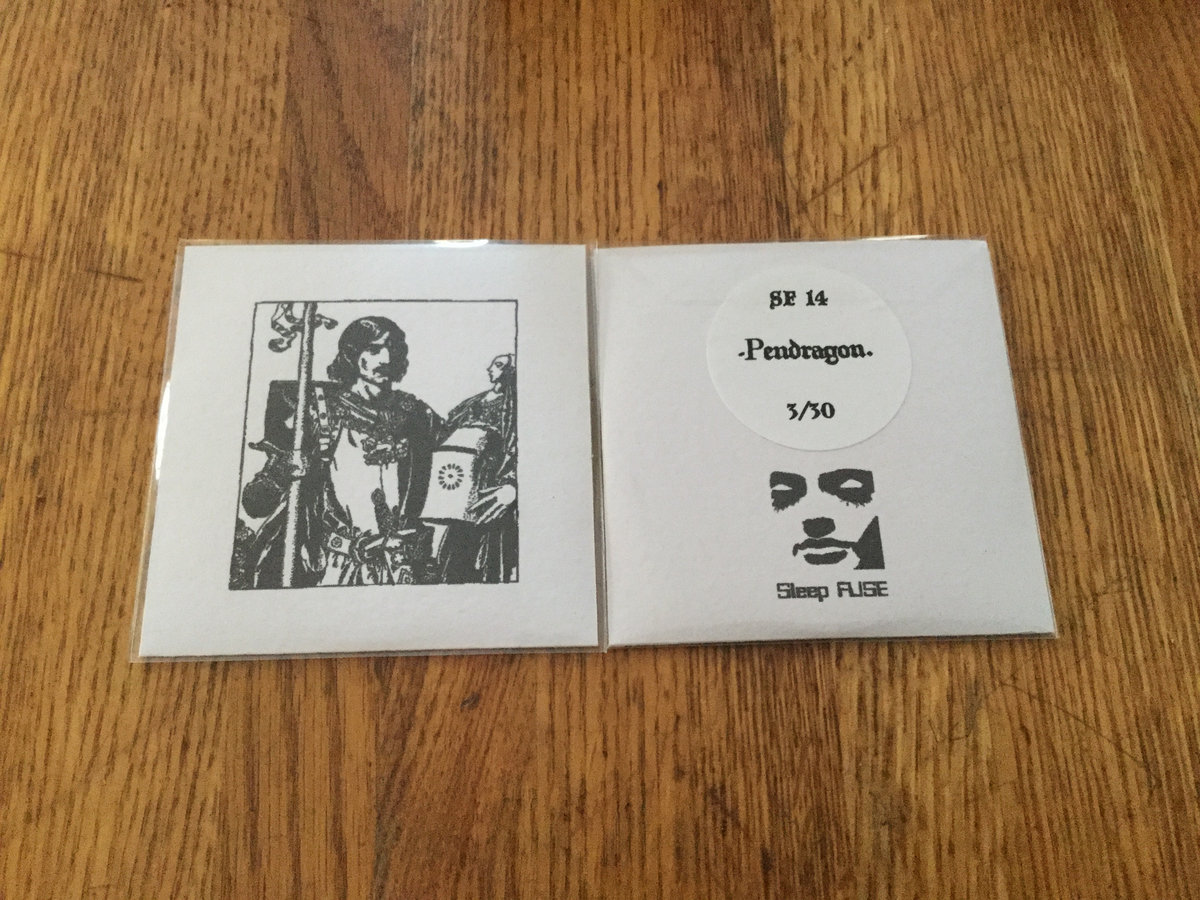 SF 14
-Pendragon.
3/30
Sleep FUSE